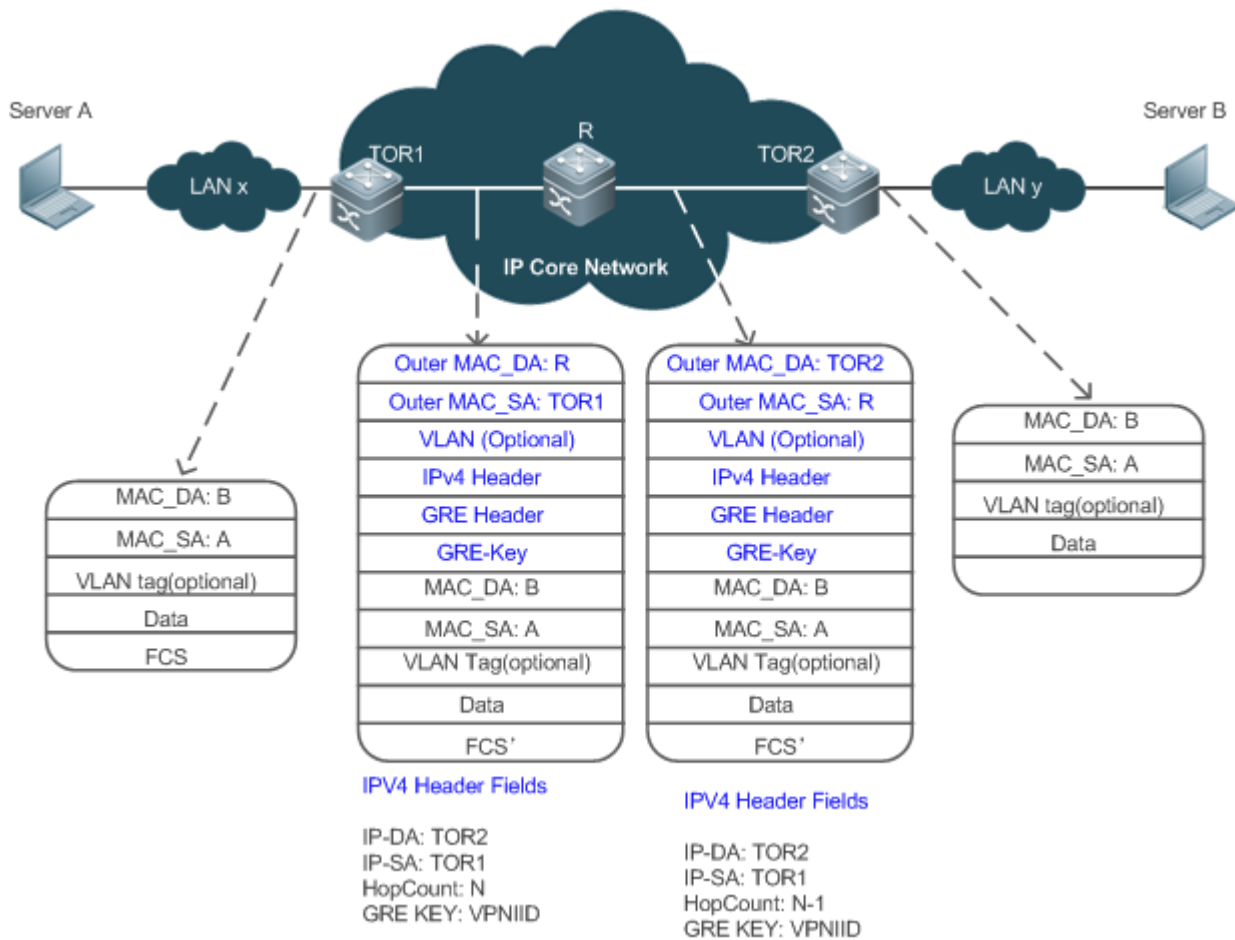 Server A
Server B
R
TOR1
TOR2
LAN x
LAN y
IP Core Network
MAC_DA: B
MAC_SA: A
VLAN tag(optional)
Data
FCS
Outer MAC_DA: R
Outer MAC_SA: TOR1
VLAN (Optional)
IPv4 Header
GRE Header
GRE-Key
MAC_DA: B
MAC_SA: A
VLAN Tag(optional)
Data
FCS’
IPV4 Header Fields
IP-DA: TOR2
IP-SA: TOR1
HopCount: N
GRE KEY: VPNIID
Outer MAC_DA: TOR2
Outer MAC_SA: R
VLAN (Optional)
IPv4 Header
GRE Header
GRE-Key
MAC_DA: B
MAC_SA: A
VLAN Tag(optional)
Data
FCS’
IPV4 Header Fields
IP-DA: TOR2
IP-SA: TOR1
HopCount: N-1
GRE KEY: VPNIID
MAC_DA: B
MAC_SA: A
VLAN tag(optional)
Data